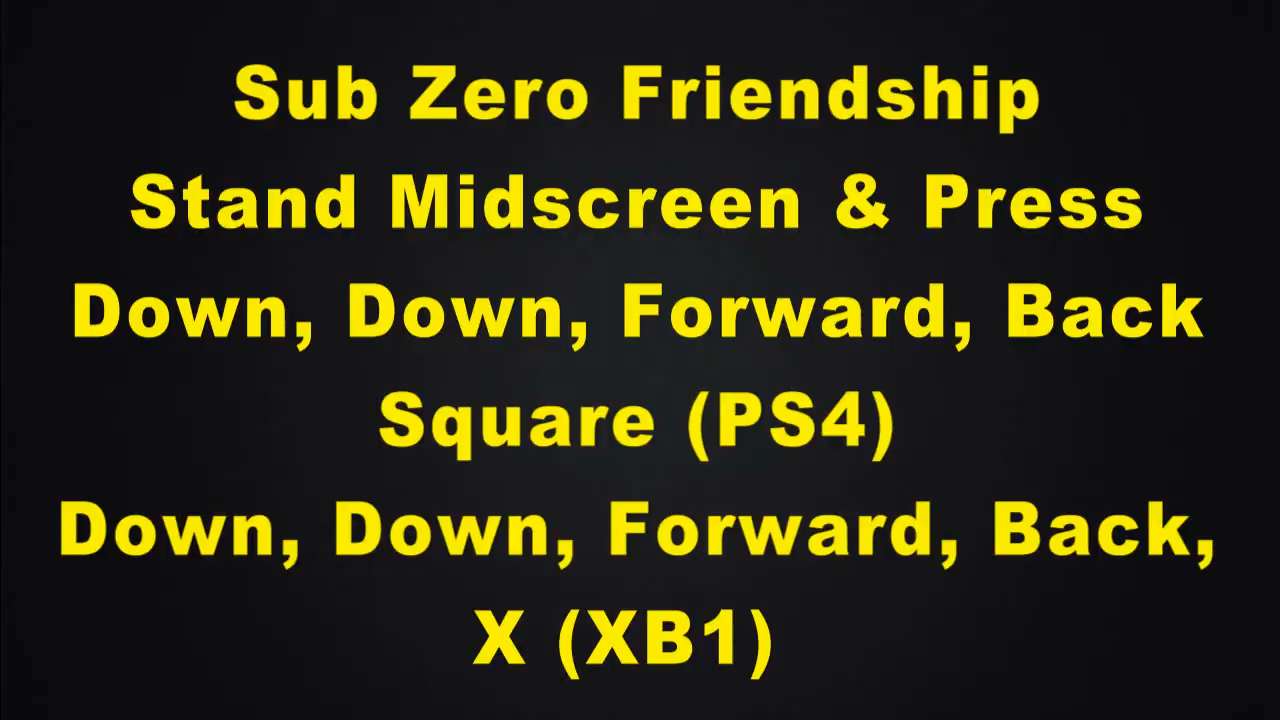 Sub Zero Friendship
Stand Midscreen & Press
Down, Down, Forward, Back
Square (PS4)
Down, Down, Forward, Back,
X (XB1)